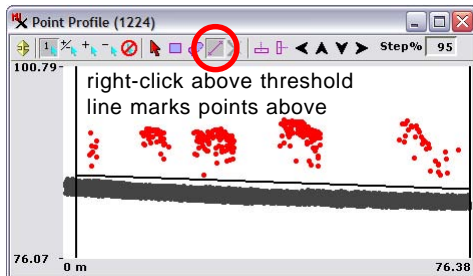 Point Profile (1224)
Step% 95
100.79
right-click above threshold
line marks points above
76.07
0 m
76.38